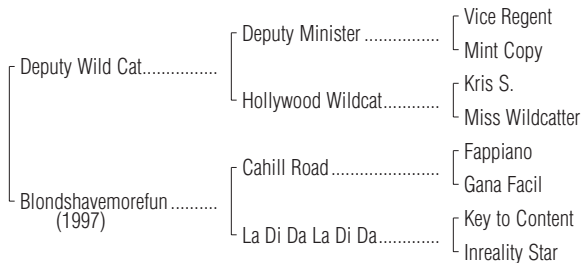 Vice Regent
Deputy Minister ...............
Mint Copy
Deputy Wild Cat...............
Kris S.
Hollywood Wildcat...........
Miss Wildcatter
Fappiano
Cahill Road .....................
Gana Facil
Blondshavemorefun .........
(1997)
Key to Content
La Di Da La Di Da............
Inreality Star